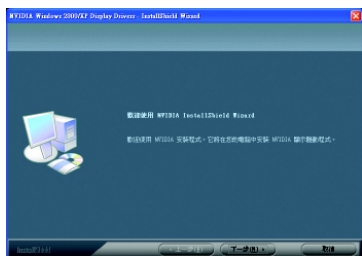 NVIDIA Windows 2000/XP Display Drivers - InstallShield Wizard
歡迎使用 NVIDIA InstallShield Wizard
歡迎使用 NVIDIA 安裝程式。它將在您的電腦中安裝 NVIDIA 顯示驅動程式。
InstallShield
< 上一步(B)
下一步(N) >
取消